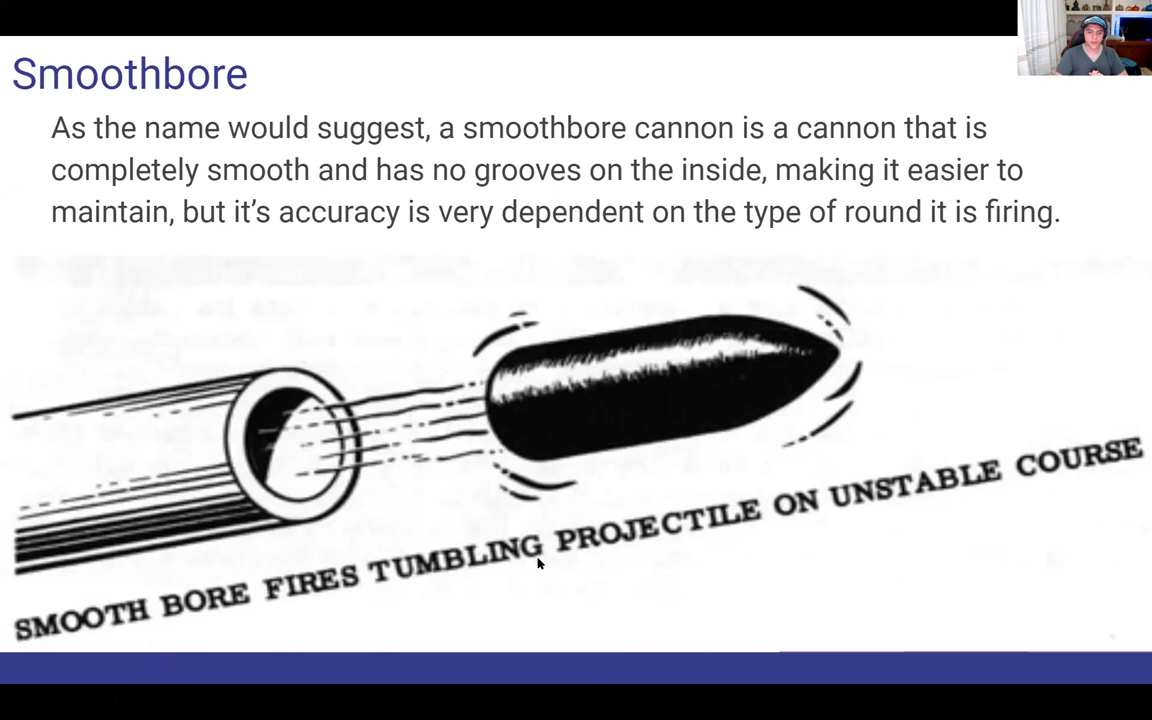 Smoothbore
As the name would suggest, a smoothbore cannon is a cannon that is
completely smooth and has no grooves on the inside, making it easier to
maintain, but it's accuracy is very dependent on the type of round it is firing.
SMOOTH BORE FIRES TUMBLING PROJECTILE ON UNSTABLE COURSE